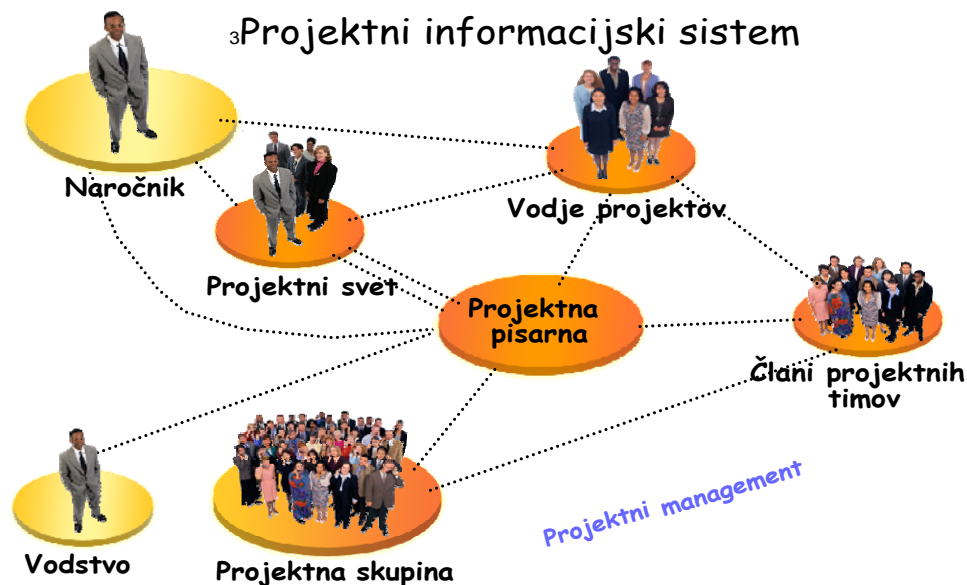 3Projektni informacijski sistem
Naročnik
Vodje projektov
Projektni svet
Projektna
pisarna
Člani projektnih
timov
Projektni management
Vodstvo
Projektna skupina